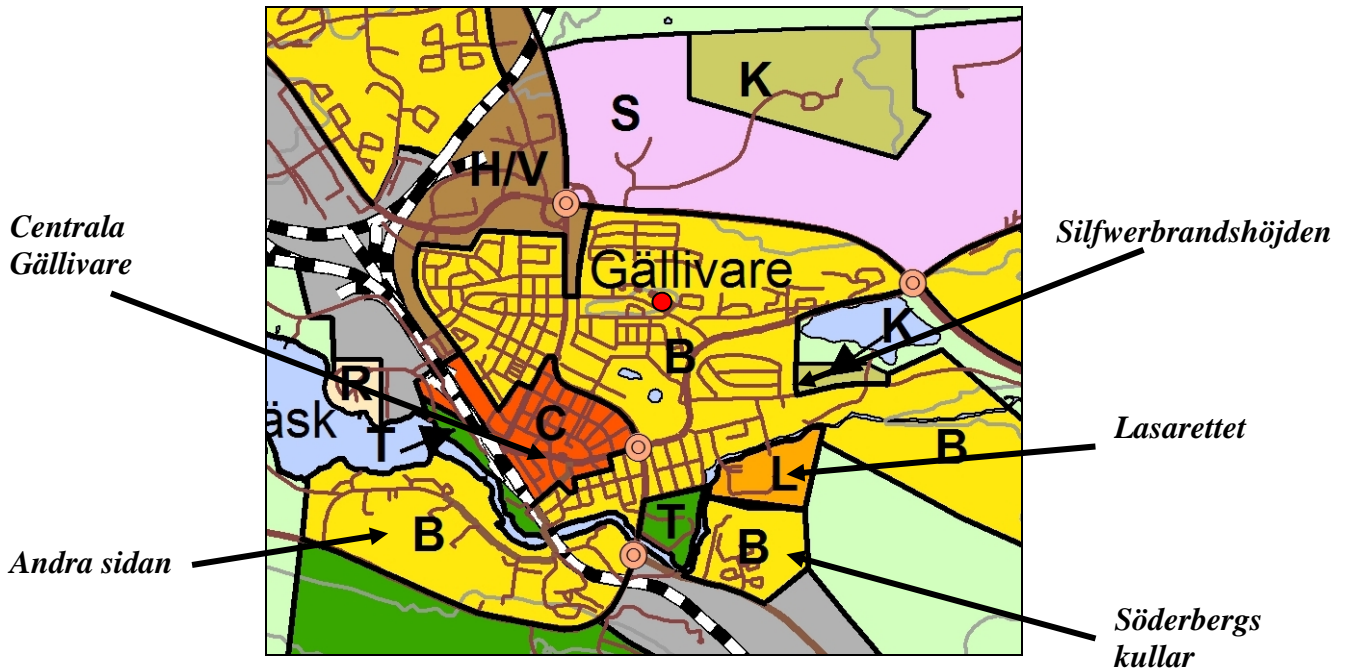 K
S
H/V
Centrala
Gällivare
Silfwerbrandshöjden
Gällivare
K
B
R
C
äsk
T
Lasarettet
B
L
T
B
B
Andra sidan
Söderbergs
kullar